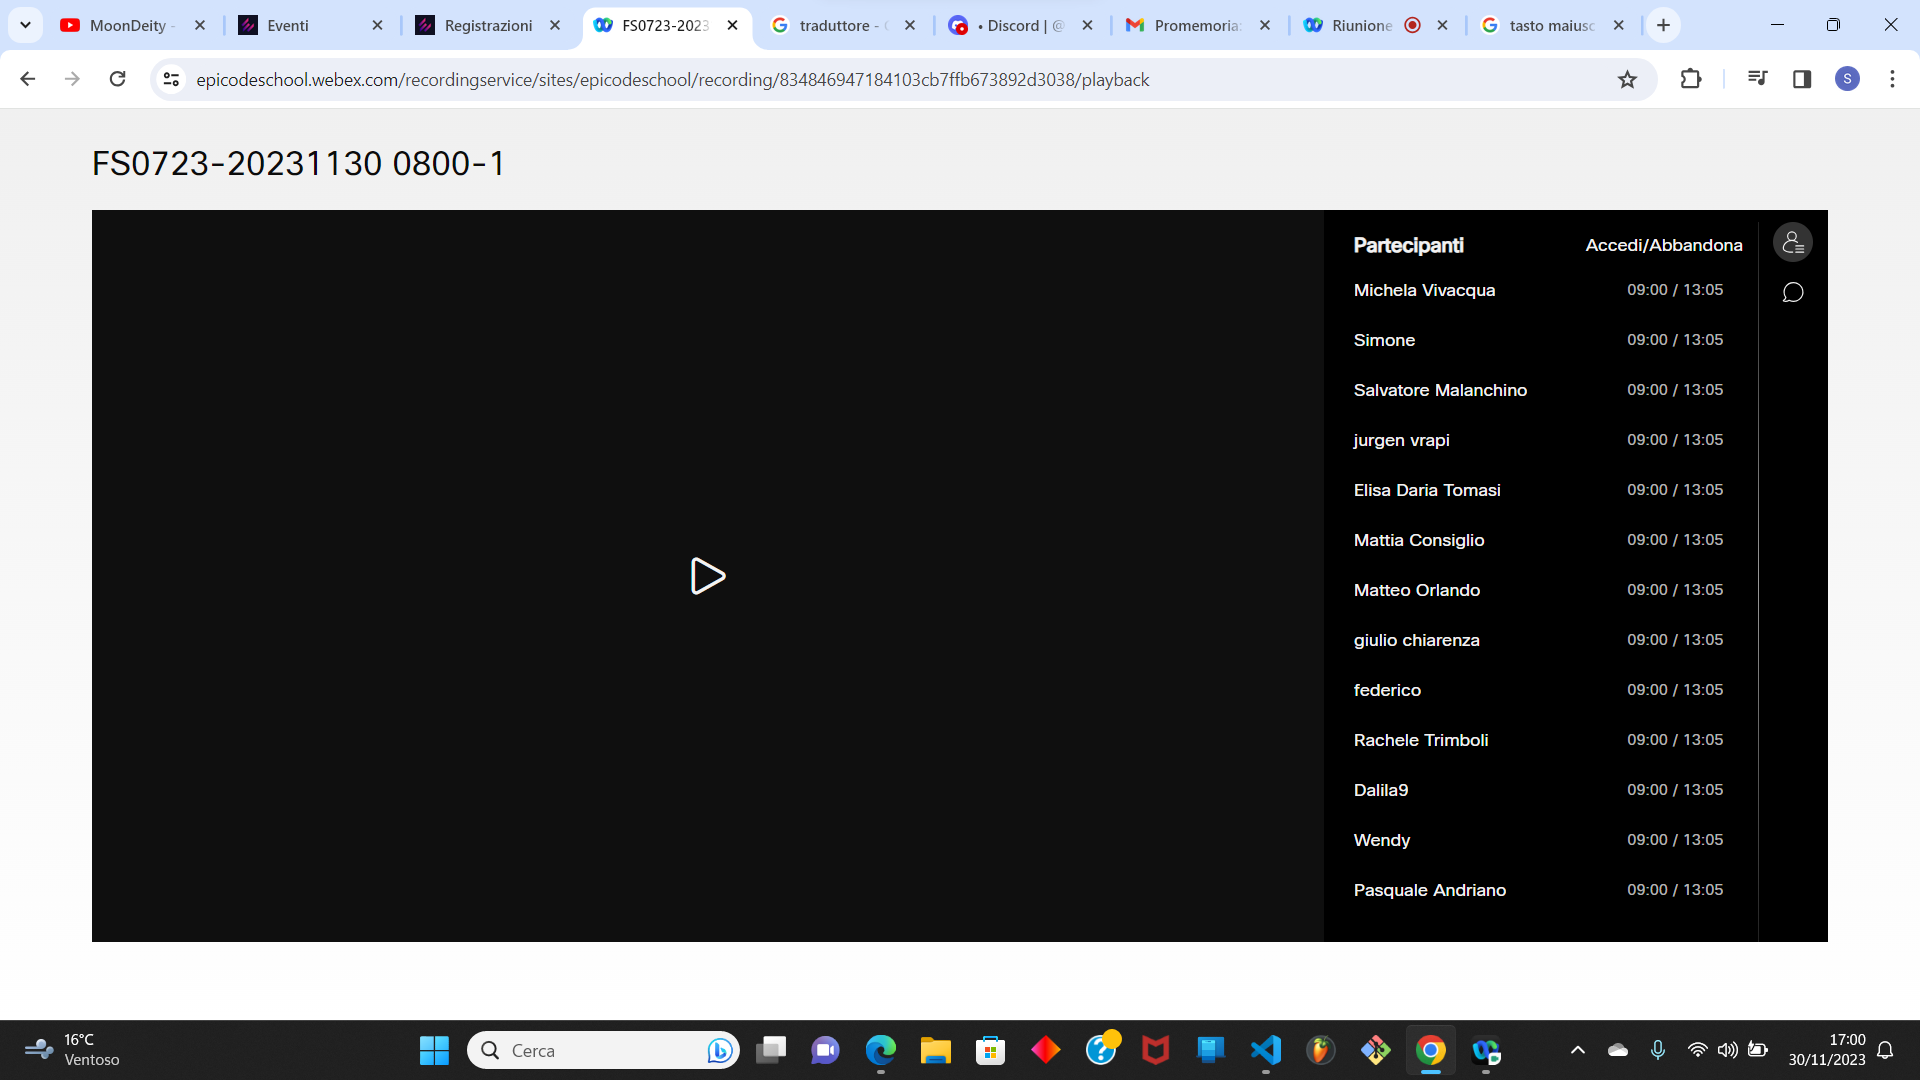 MoonDeity -
Eventi
Registrazioni
FS0723-2023
traduttore - G
• Discord | @
Promemoria:
Riunione
tasto maiusc
epicodeschool.webex.com/recordingservice/sites/epicodeschool/recording/834846947184103cb7ffb673892d3038/playback
S
FS0723-20231130 0800-1
Partecipanti Accedi/Abbandona
Michela Vivacqua 09:00 / 13:05
Simone 09:00 / 13:05
Salvatore Malanchino 09:00 / 13:05
jurgen vrapi 09:00 / 13:05
Elisa Daria Tomasi 09:00 / 13:05
Mattia Consiglio 09:00 / 13:05
Matteo Orlando 09:00 / 13:05
giulio chiarenza 09:00 / 13:05
federico 09:00 / 13:05
Rachele Trimboli 09:00 / 13:05
Dalila9 09:00 / 13:05
Wendy 09:00 / 13:05
Pasquale Andriano 09:00 / 13:05
16°C
Ventoso
Cerca
17:00
30/11/2023